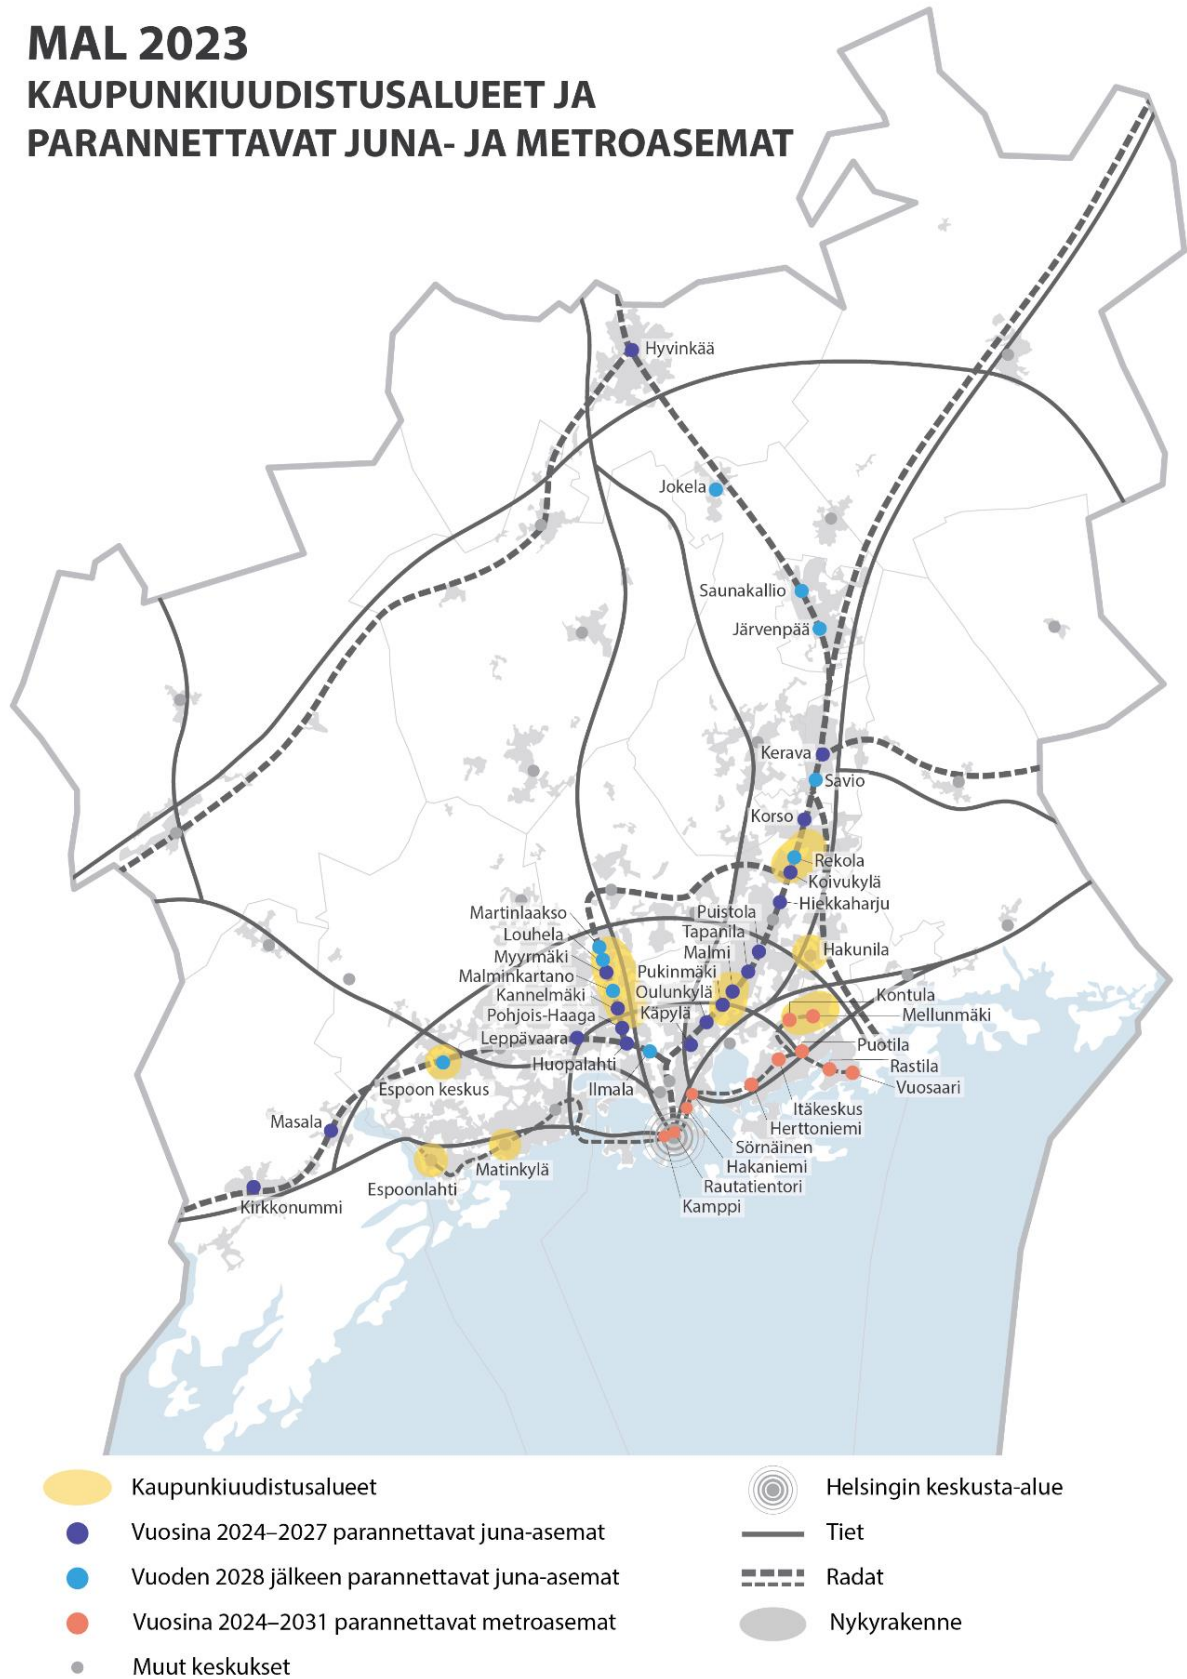 MAL 2023
KAUPUNKIUUDISTUSALUEET JA
PARANNETTAVAT JUNA- JA METROASEMAT
Hyvinkää
Jokela
Saunakallio
Järvenpää
Kerava
Savio
Korso
Rekola
Koivukylä
Hiekkaharju
Puistola
Martinlaakso
Tapanila
Louhela
Hakunila
Malmi
Myyrmäki
Pukinmäki
Malminkartano
Oulunkylä
Kannelmäki
Kontula
Käpylä
Mellunmäki
Pohjois-Haaga
Leppävaara
Puotila
Huopalahti
Rastila
Espoon keskus
Ilmala
Vuosaari
Itäkeskus
Masala
Herttoniemi
Sörnäinen
Matinkylä
Hakaniemi
Espoonlahti
Rautatientori
Kirkkonummi
Kamppi
Kaupunkiuudistusalueet
Vuosina 2024–2027 parannettavat juna-asemat
Vuoden 2028 jälkeen parannettavat juna-asemat
Vuosina 2024–2031 parannettavat metroasemat
Muut keskukset
Helsingin keskusta-alue
Tiet
Radat
Nykyrakenne